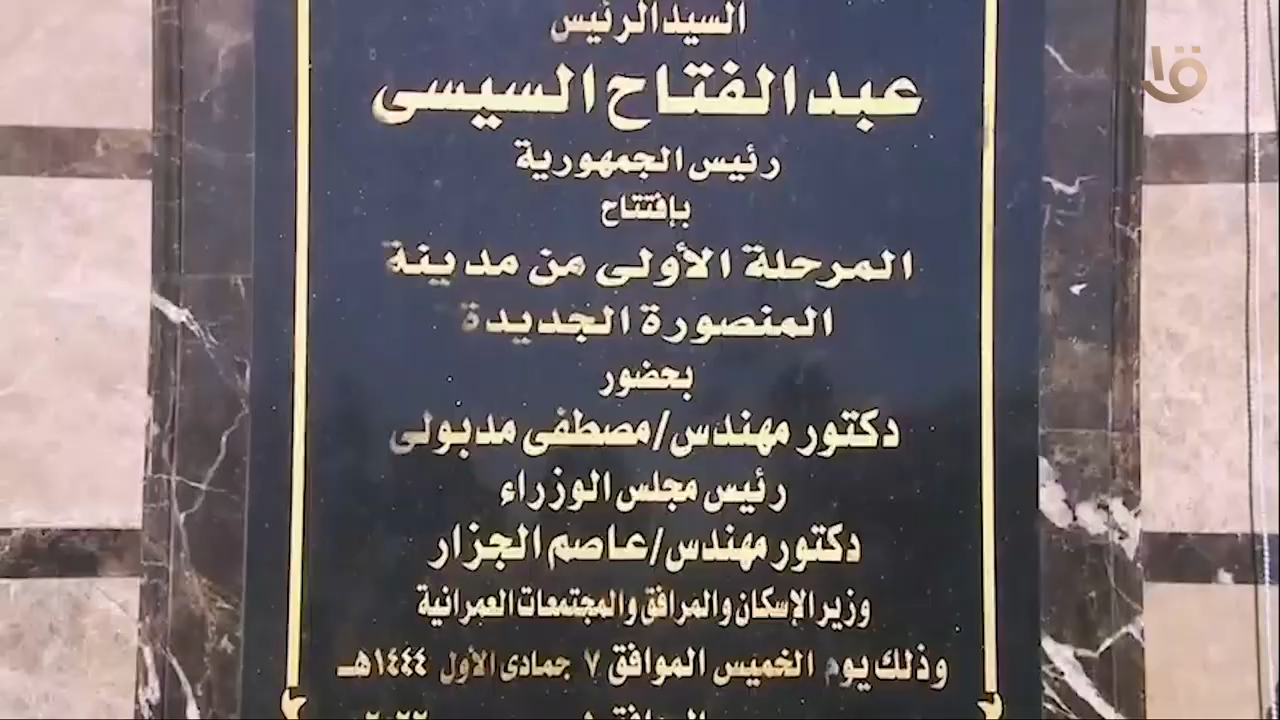 السيد الرئيس
عبد الفتاح السيسى
رئيس الجمهورية
بإفتتاح
المرحلة الأولى من مدينة
المنصورة الجديدة
بحضور
دكتور مهندس/مصطفى مدبولى
رئيس مجلس الوزراء
دكتور مهندس/عاصم الجزار
وزير الإسكان والمرافق والمجتمعات العمرانية
وذلك يوم الخميس الموافق ٧ جمادى الأول ١٤٤٤هـ